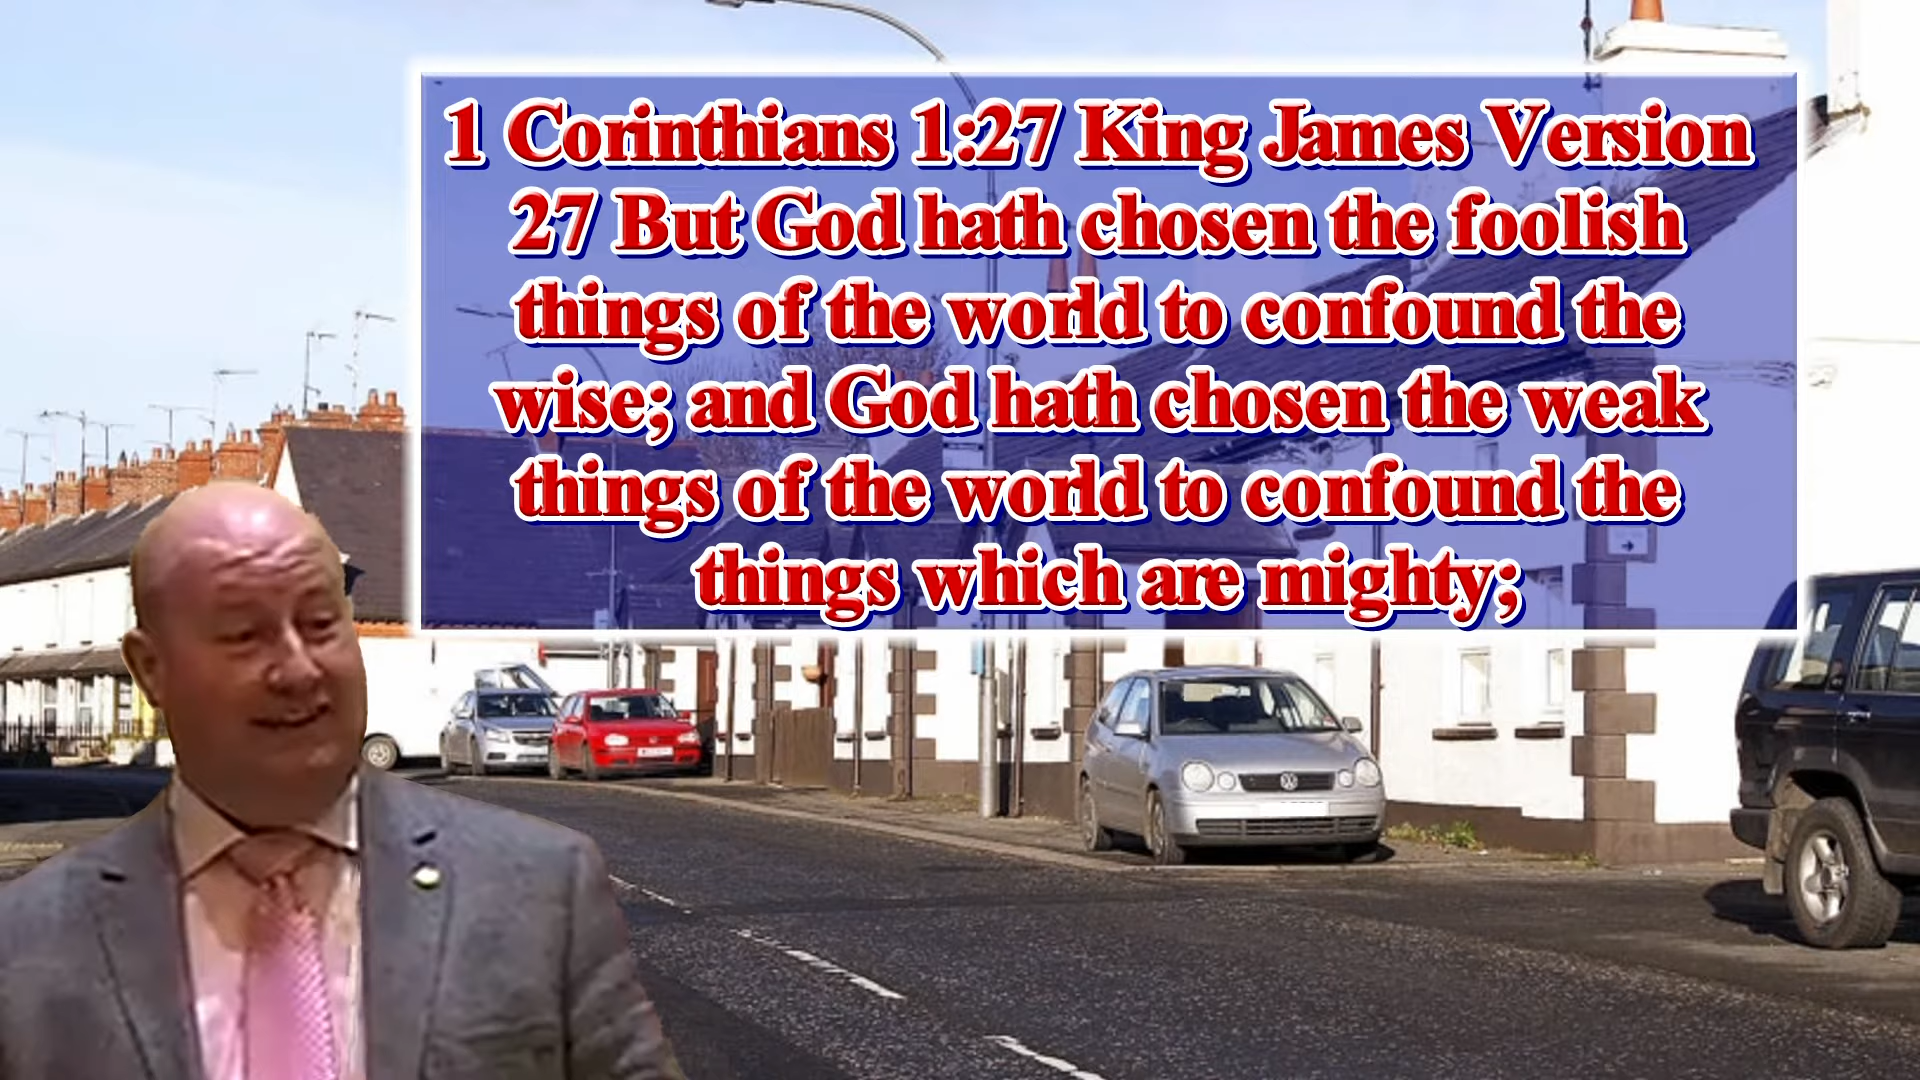 1 Corinthians 1:27 King James Version
27 But God hath chosen the foolish
things of the world to confound the
wise; and God hath chosen the weak
things of the world to confound the
things which are mighty;